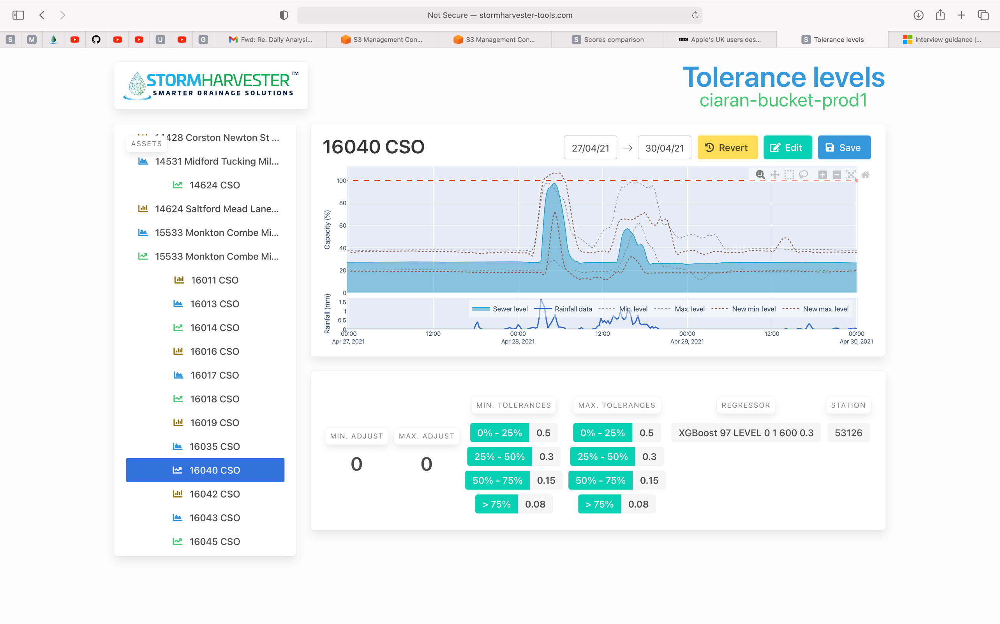 Not Secure — stormharvester-tools.com
S
M
U
G
Fwd: Re: Daily Analysi...
S3 Management Con...
S3 Management Con...
S Scores comparison
BBC Apple's UK users des...
S Tolerance levels
Interview guidance |...
STORMHARVESTER™
SMARTER DRAINAGE SOLUTIONS
Tolerance levels
ciaran-bucket-prod1
ASSETS
14428 Corston Newton St ...
14531 Midford Tucking Mil...
14624 CSO
14624 Saltford Mead Lane...
15533 Monkton Combe Mi...
15533 Monkton Combe Mi...
16011 CSO
16013 CSO
16014 CSO
16016 CSO
16017 CSO
16018 CSO
16019 CSO
16035 CSO
16040 CSO
16042 CSO
16043 CSO
16045 CSO
16040 CSO
27/04/21 → 30/04/21
Revert
Edit
Save
Capacity (%)
100
80
60
40
20
0
Rainfall (mm)
1.5
1
0.5
0
Sewer level
Rainfall data
Min. level
Max. level
New min. level
New max. level
00:00
Apr 27, 2021
12:00
00:00
Apr 28, 2021
12:00
00:00
Apr 29, 2021
12:00
00:00
Apr 30, 2021
MIN. ADJUST
0
MAX. ADJUST
0
MIN. TOLERANCES
0% - 25% 0.5
25% - 50% 0.3
50% - 75% 0.15
> 75% 0.08
MAX. TOLERANCES
0% - 25% 0.5
25% - 50% 0.3
50% - 75% 0.15
> 75% 0.08
REGRESSOR
XGBoost 97 LEVEL 0 1 600 0.3
STATION
53126